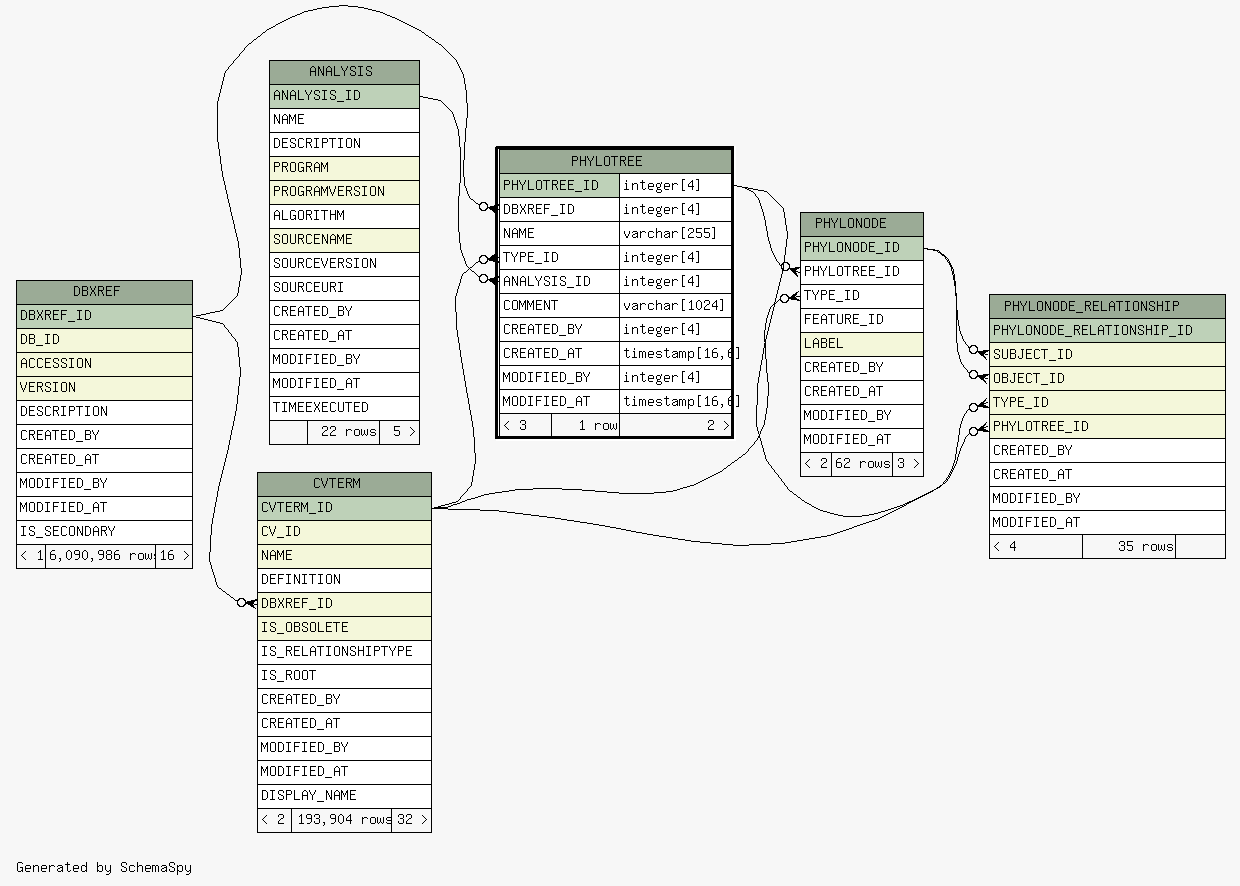 ANALYSIS
ANALYSIS_ID
NAME
DESCRIPTION
PROGRAM
PROGRAMVERSION
ALGORITHM
SOURCENAME
SOURCEVERSION
SOURCEURI
CREATED_BY
CREATED_AT
MODIFIED_BY
MODIFIED_AT
TIMEEXECUTED
22 rows 5 >
PHYLOTREE
PHYLOTREE_ID integer[4]
DBXREF_ID integer[4]
NAME varchar[255]
TYPE_ID integer[4]
ANALYSIS_ID integer[4]
COMMENT varchar[1024]
CREATED_BY integer[4]
CREATED_AT timestamp[16,6]
MODIFIED_BY integer[4]
MODIFIED_AT timestamp[16,6]
< 3 1 row 2 >
PHYLONODE
PHYLONODE_ID
PHYLOTREE_ID
TYPE_ID
FEATURE_ID
LABEL
CREATED_BY
CREATED_AT
MODIFIED_BY
MODIFIED_AT
< 2 62 rows 3 >
PHYLONODE_RELATIONSHIP
PHYLONODE_RELATIONSHIP_ID
SUBJECT_ID
OBJECT_ID
TYPE_ID
PHYLOTREE_ID
CREATED_BY
CREATED_AT
MODIFIED_BY
MODIFIED_AT
< 4 35 rows
DBXREF
DBXREF_ID
DB_ID
ACCESSION
VERSION
DESCRIPTION
CREATED_BY
CREATED_AT
MODIFIED_BY
MODIFIED_AT
IS_SECONDARY
< 1 6,090,986 rows 16 >
CVTERM
CVTERM_ID
CV_ID
NAME
DEFINITION
DBXREF_ID
IS_OBSOLETE
IS_RELATIONSHIPTYPE
IS_ROOT
CREATED_BY
CREATED_AT
MODIFIED_BY
MODIFIED_AT
DISPLAY_NAME
< 2 193,904 rows 32 >
Generated by SchemaSpy